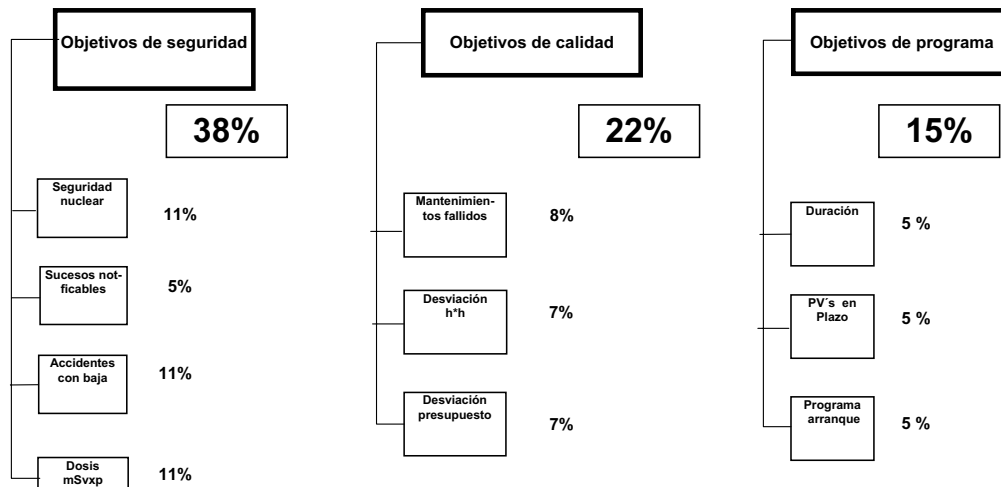 Objetivos de seguridad
38%
Seguridad
nuclear
11%
Sucesos not-
ficables
5%
Accidentes
con baja
11%
Dosis
mSvxp
11%
Objetivos de calidad
22%
Mantenimien-
tos fallidos
8%
Desviación
h*h
7%
Desviación
presupuesto
7%
Objetivos de programa
15%
Duración
5 %
PV´s en
Plazo
5 %
Programa
arranque
5 %